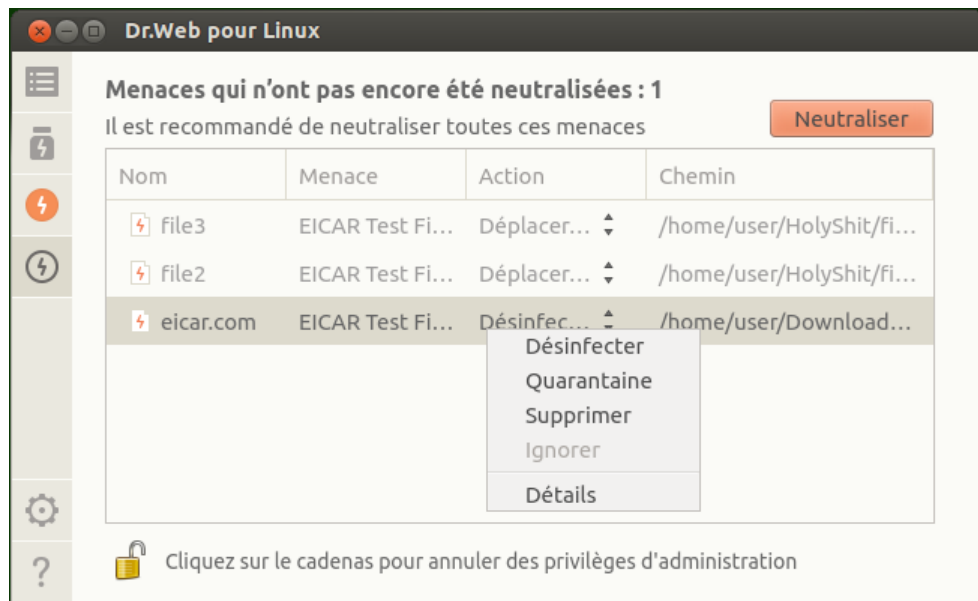 Dr.Web pour Linux
Menaces qui n’ont pas encore été neutralisées : 1
Il est recommandé de neutraliser toutes ces menaces
Neutraliser
Nom Menace Action Chemin
file3 EICAR Test Fi... Déplacer... /home/user/HolyShit/fi...
file2 EICAR Test Fi... Déplacer... /home/user/HolyShit/fi...
eicar.com EICAR Test Fi... Désinfec... /home/user/Download...
Désinfecter
Quarantaine
Supprimer
Ignorer
Détails
Cliquez sur le cadenas pour annuler des privilèges d'administration
?